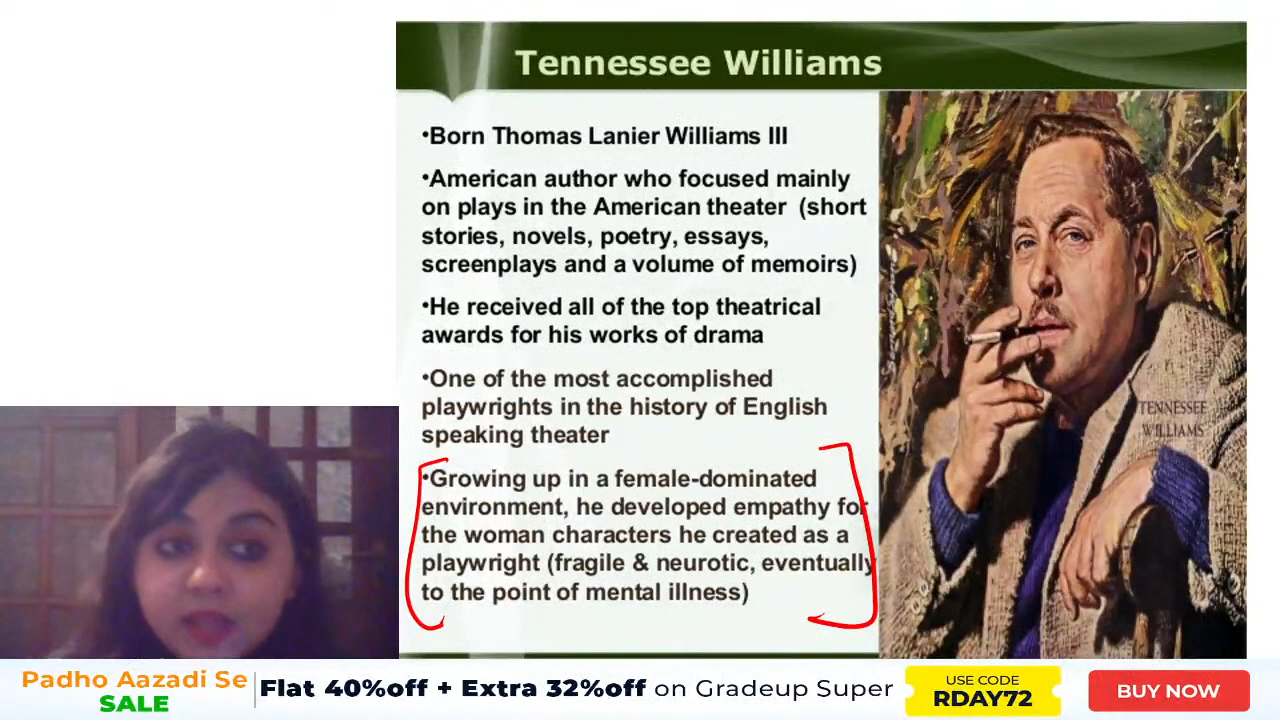 Tennessee Williams
•Born Thomas Lanier Williams III
•American author who focused mainly
on plays in the American theater (short
stories, novels, poetry, essays,
screenplays and a volume of memoirs)
•He received all of the top theatrical
awards for his works of drama
•One of the most accomplished
playwrights in the history of English
speaking theater
•Growing up in a female-dominated
environment, he developed empathy for
the woman characters he created as a
playwright (fragile & neurotic, eventually
to the point of mental illness)
TENNESSEE
WILLIAMS
Padho Aazadi Se
SALE
Flat 40%off + Extra 32%off on Gradeup Super
USE CODE
RDAY72
BUY NOW